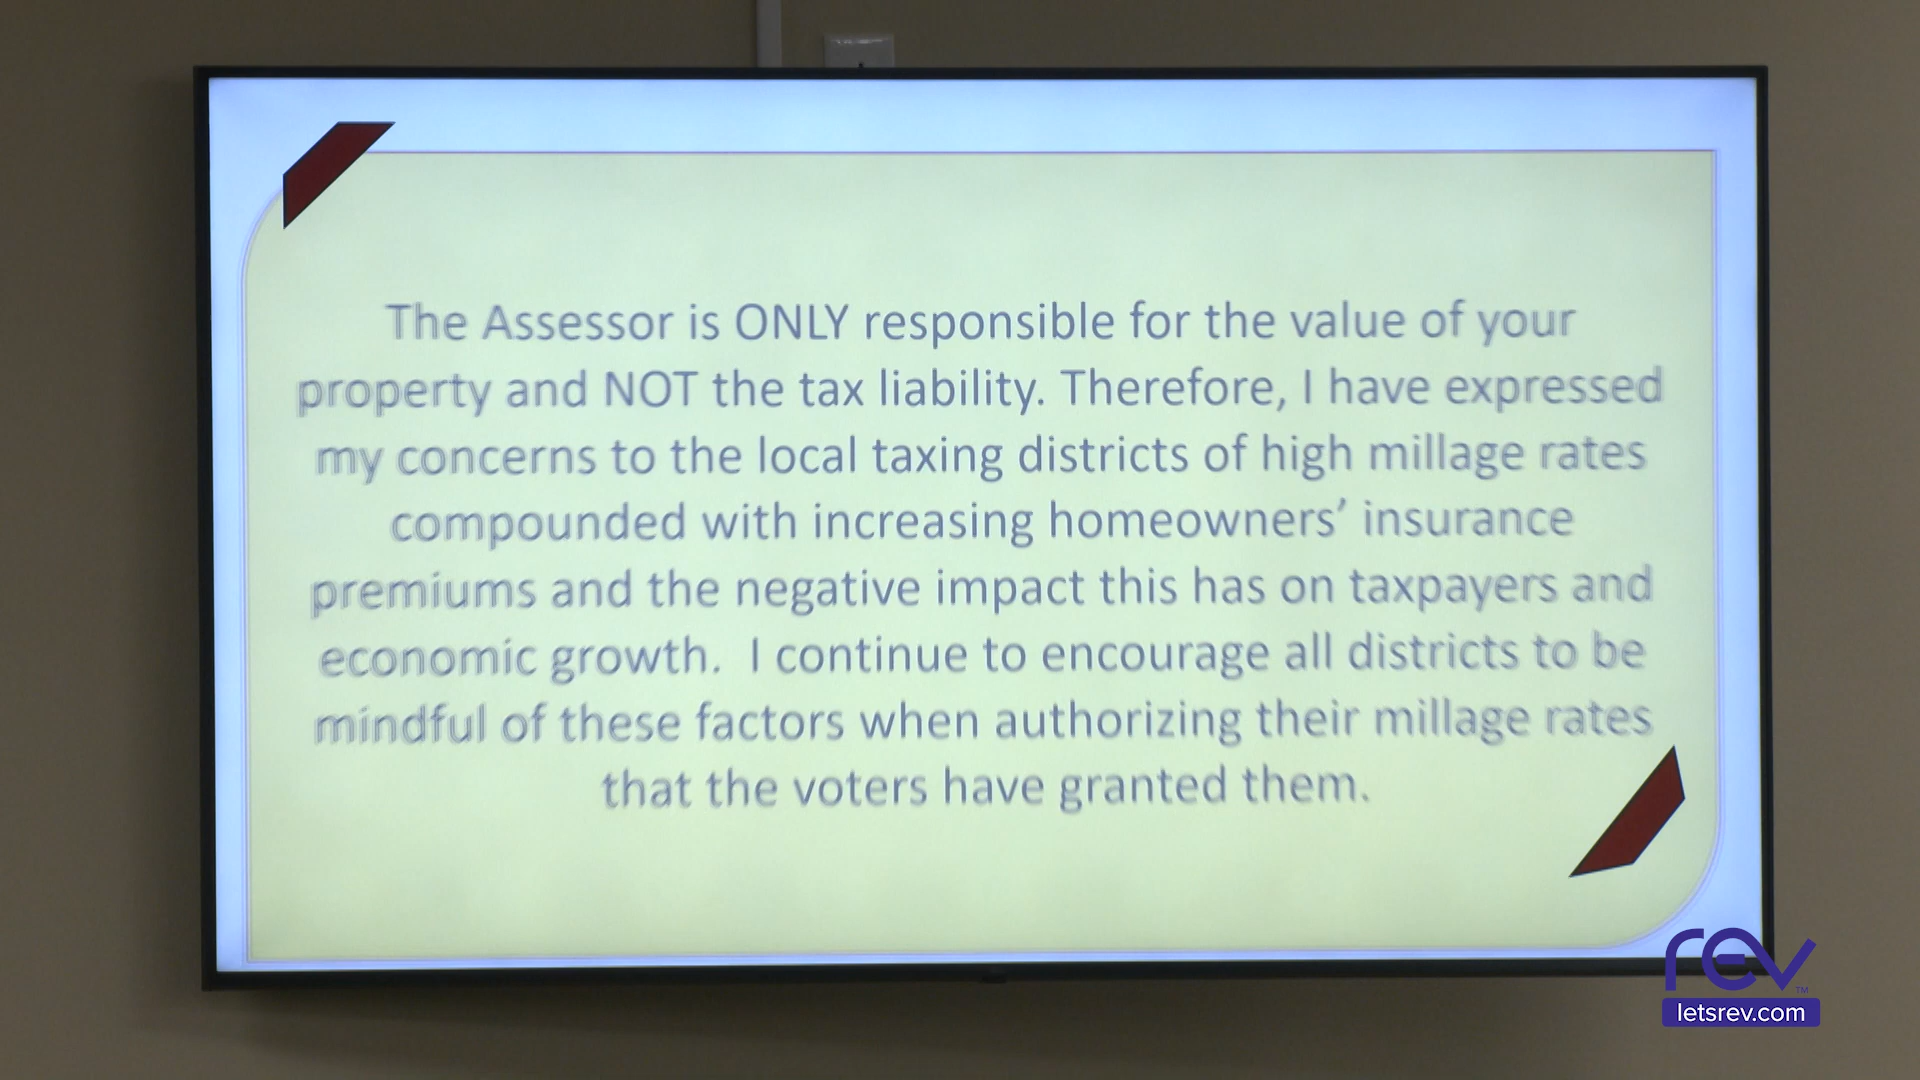 The Assessor is ONLY responsible for the value of your
property and NOT the tax liability. Therefore, I have expressed
my concerns to the local taxing districts of high millage rates
compounded with increasing homeowners’ insurance
premiums and the negative impact this has on taxpayers and
economic growth.  I continue to encourage all districts to be
mindful of these factors when authorizing their millage rates
that the voters have granted them.
rev™
letsrev.com